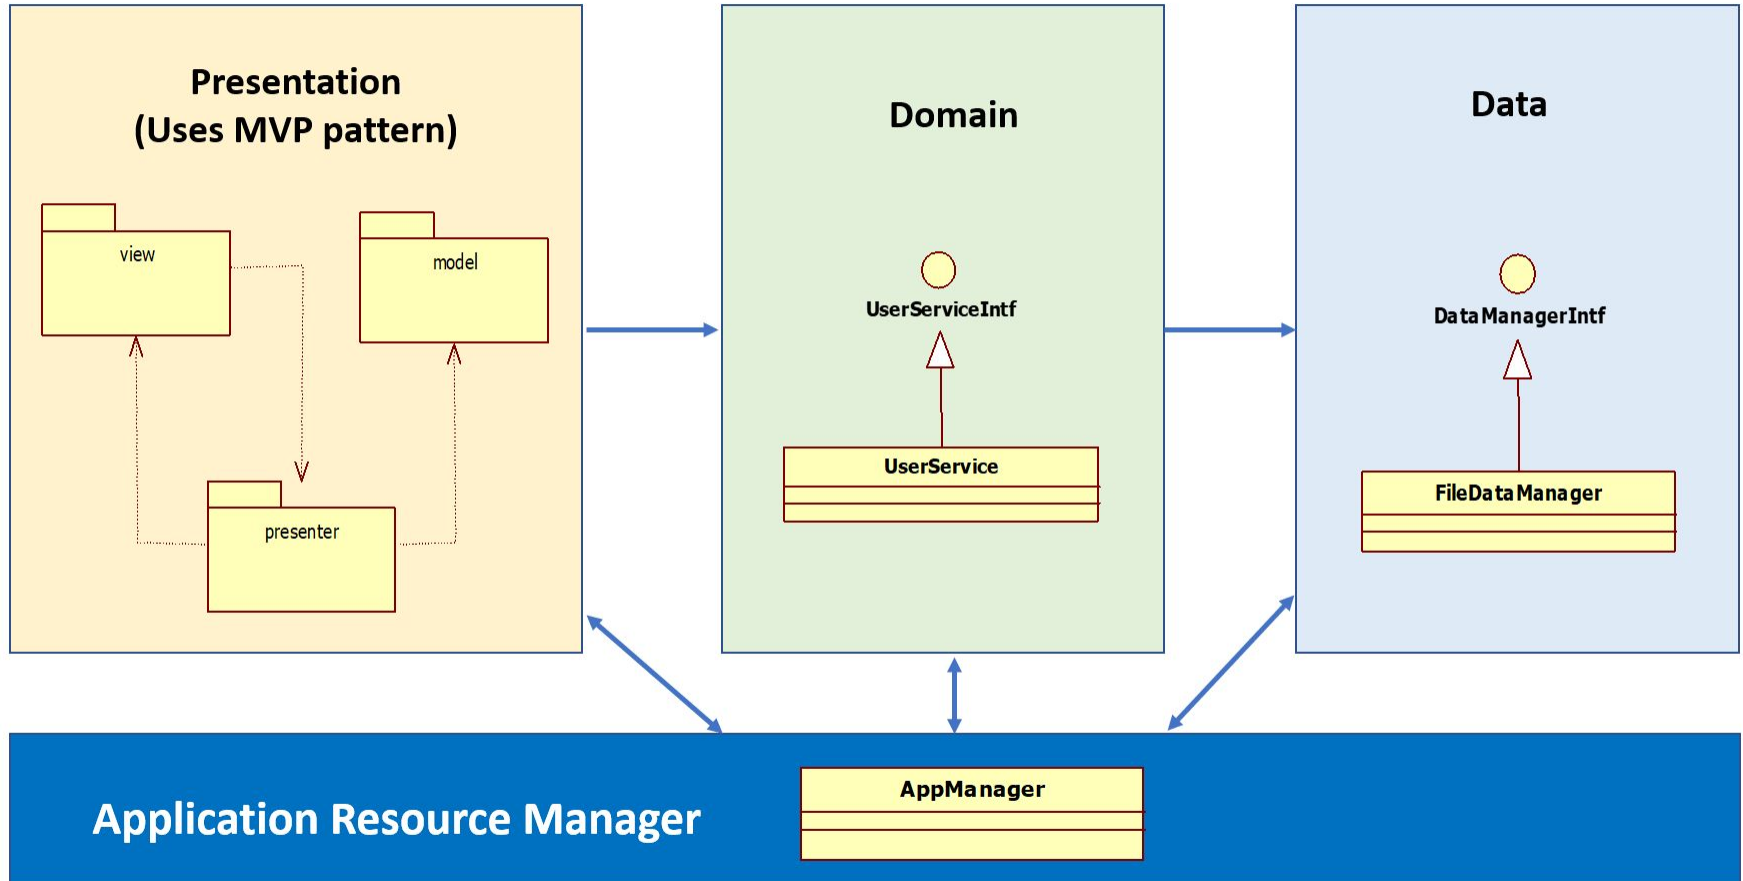 Presentation
(Uses MVP pattern)
view
model
presenter
Domain
UserServiceIntf
UserService
Data
DataManagerIntf
FileDataManager
Application Resource Manager
AppManager